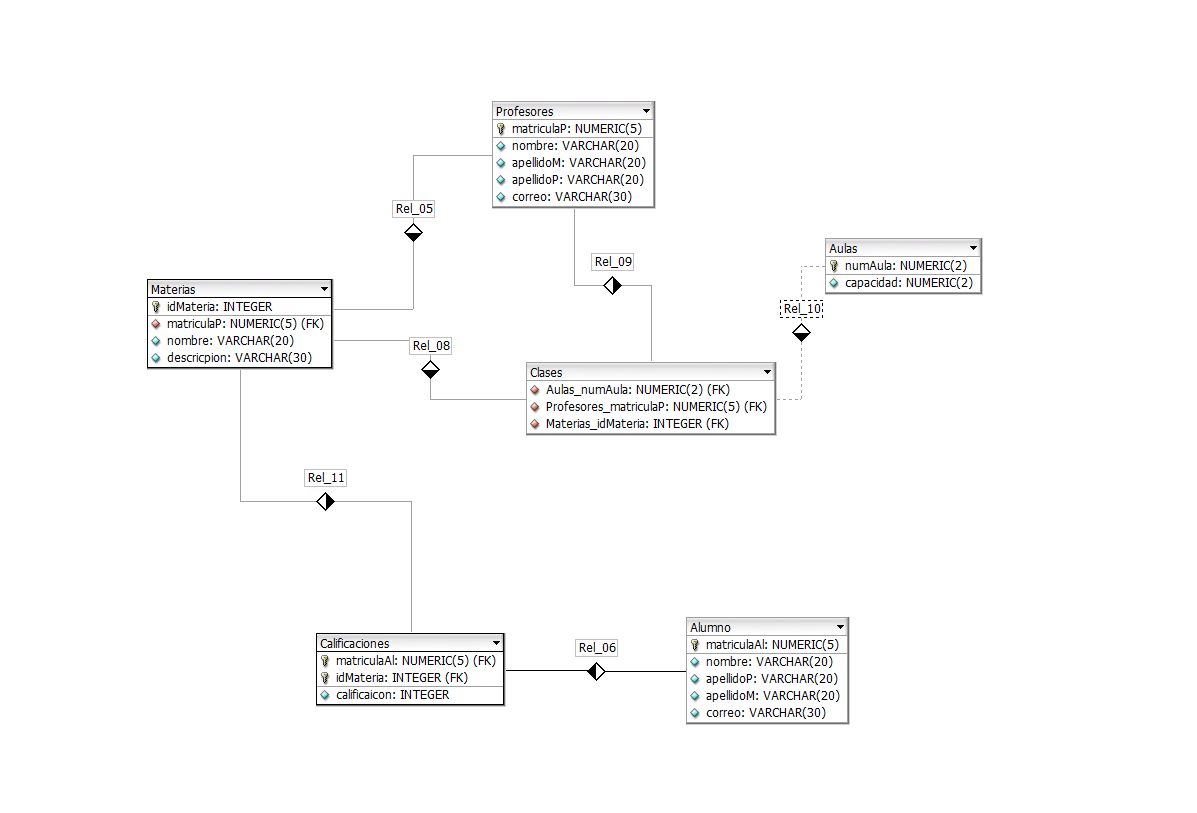 Profesores
matriculaP: NUMERIC(5)
nombre: VARCHAR(20)
apellidoM: VARCHAR(20)
apellidoP: VARCHAR(20)
correo: VARCHAR(30)
Rel_05
Rel_09
Aulas
numAula: NUMERIC(2)
capacidad: NUMERIC(2)
Rel_10
Materias
idMateria: INTEGER
matriculaP: NUMERIC(5) (FK)
nombre: VARCHAR(20)
descricpion: VARCHAR(30)
Rel_08
Clases
Aulas_numAula: NUMERIC(2) (FK)
Profesores_matriculaP: NUMERIC(5) (FK)
Materias_idMateria: INTEGER (FK)
Rel_11
Calificaciones
matriculaAl: NUMERIC(5) (FK)
idMateria: INTEGER (FK)
calificaicon: INTEGER
Rel_06
Alumno
matriculaAl: NUMERIC(5)
nombre: VARCHAR(20)
apellidoP: VARCHAR(20)
apellidoM: VARCHAR(20)
correo: VARCHAR(30)